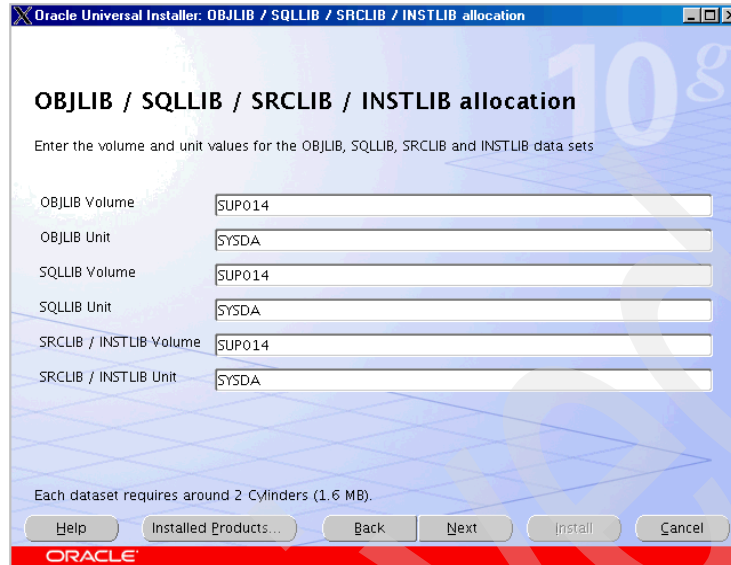 Oracle Universal Installer: OBJLIB / SQLLIB / SRCLIB / INSTLIB allocation
10g
OBJLIB / SQLLIB / SRCLIB / INSTLIB allocation
Enter the volume and unit values for the OBJLIB, SQLLIB, SRCLIB and INSTLIB data sets
OBJLIB Volume SUP014
OBJLIB Unit SYSDA
SQLLIB Volume SUP014
SQLLIB Unit SYSDA
SRCLIB / INSTLIB Volume SUP014
SRCLIB / INSTLIB Unit SYSDA
Each dataset requires around 2 Cylinders (1.6 MB).
Help Installed Products... Back Next Install Cancel
ORACLE